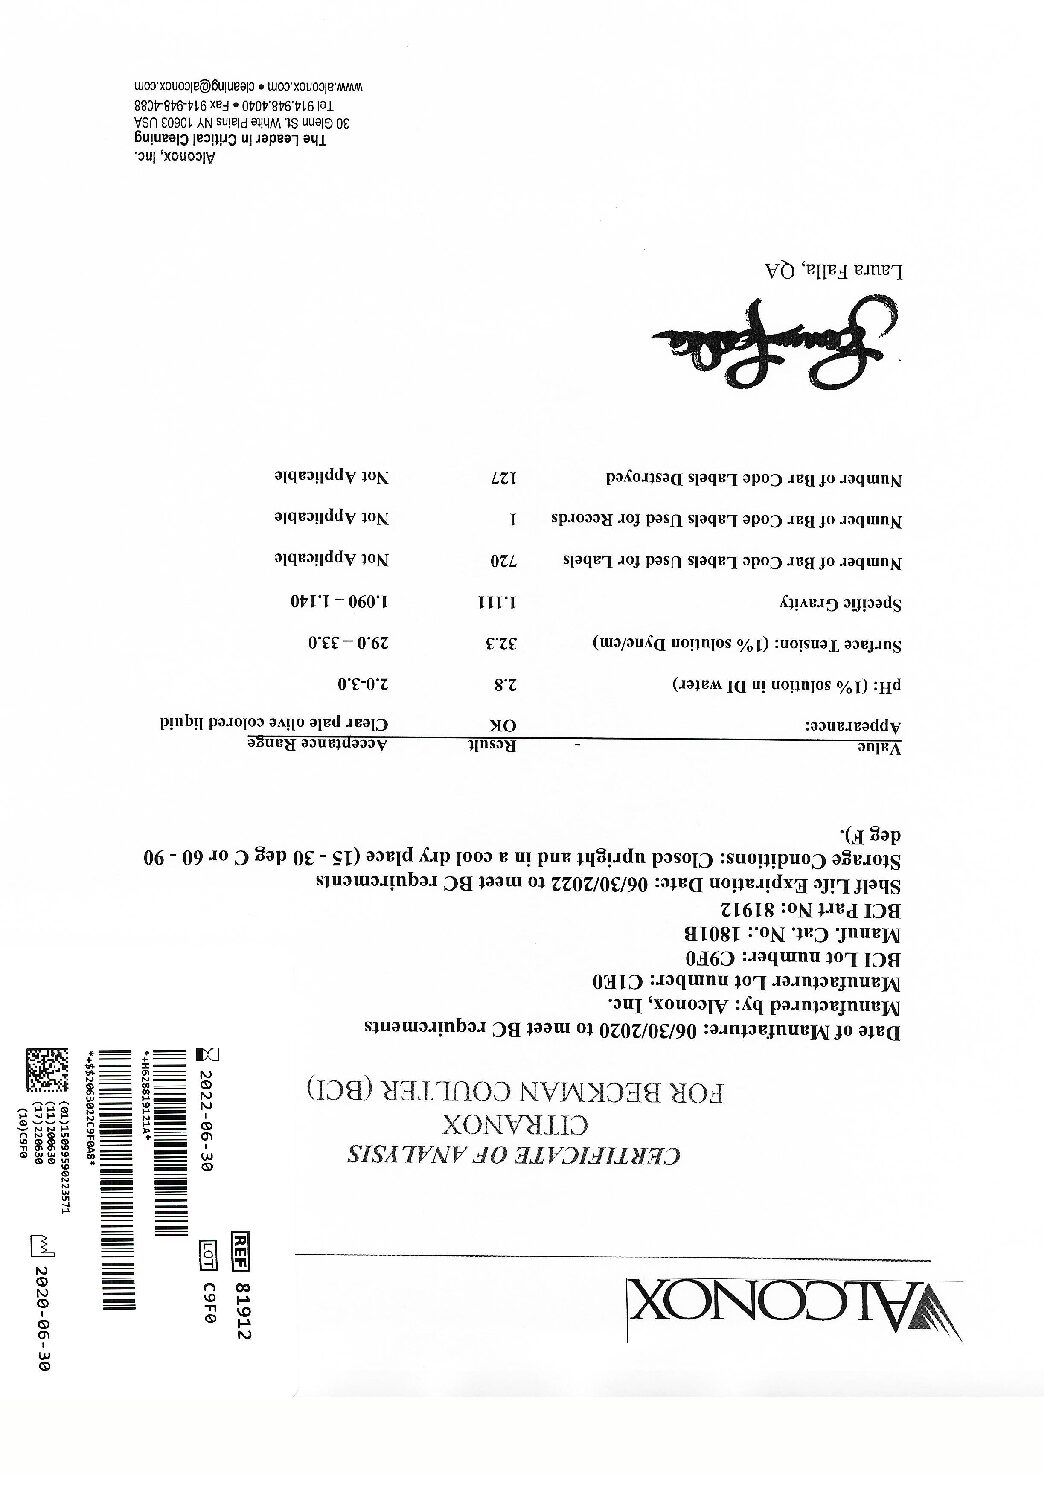 ALCONOX
REF 81912
LOT C9F0
2022-06-30
*+H628819121A*
*+$$2063022C9F0A8*
2020-06-30
(01)15099590223571
(11)200630
(17)220630
(10)C9F0
CERTIFICATE OF ANALYSIS
CITRANOX
FOR BECKMAN COULTER (BCI)
Date of Manufacture: 06/30/2020 to meet BC requirements
Manufactured by: Alconox, Inc.
Manufacturer Lot number: C1E0
BCI Lot number: C9F0
Manuf. Cat. No.: 1801B
BCI Part No: 81912
Shelf Life Expiration Date: 06/30/2022 to meet BC requirements
Storage Conditions: Closed upright and in a cool dry place (15 - 30 deg C or 60 - 90
deg F).
Value - Result Acceptance Range
Appearance: OK Clear pale olive colored liquid
pH: (1% solution in DI water) 2.8 2.0-3.0
Surface Tension: (1% solution Dyne/cm) 32.3 29.0 – 33.0
Specific Gravity 1.111 1.090 – 1.140
Number of Bar Code Labels Used for Labels 720 Not Applicable
Number of Bar Code Labels Used for Records 1 Not Applicable
Number of Bar Code Labels Destroyed 127 Not Applicable
Laura Falla
Laura Falla, QA
Alconox, Inc.
The Leader in Critical Cleaning
30 Glenn St. White Plains NY 10603 USA
Tel 914.948.4040 • Fax 914-948-4088
www.alconox.com • cleaning@alconox.com